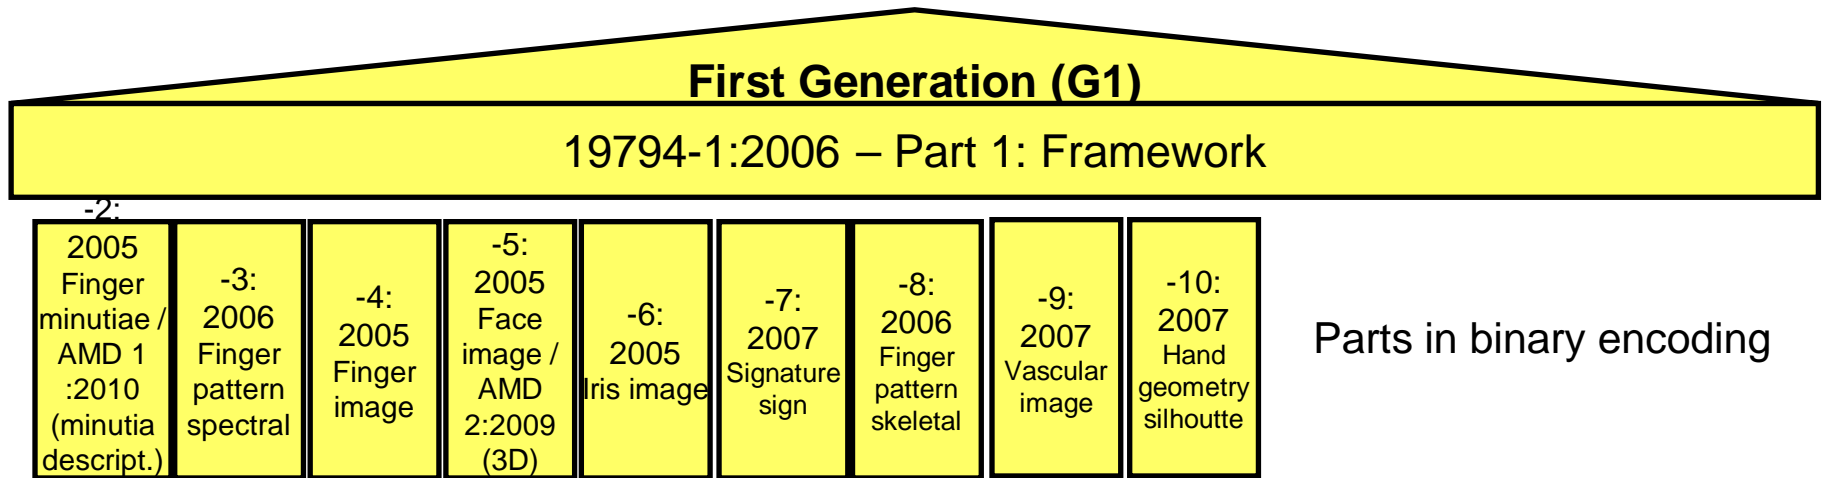 First Generation (G1)
19794-1:2006 – Part 1: Framework
-2:
2005
Finger
minutiae /
AMD 1
:2010
(minutia
descript.)
-3:
2006
Finger
pattern
spectral
-4:
2005
Finger
image
-5:
2005
Face
image /
AMD
2:2009
(3D)
-6:
2005
Iris image
-7:
2007
Signature
sign
-8:
2006
Finger
pattern
skeletal
-9:
2007
Vascular
image
-10:
2007
Hand
geometry
silhoutte
Parts in binary encoding